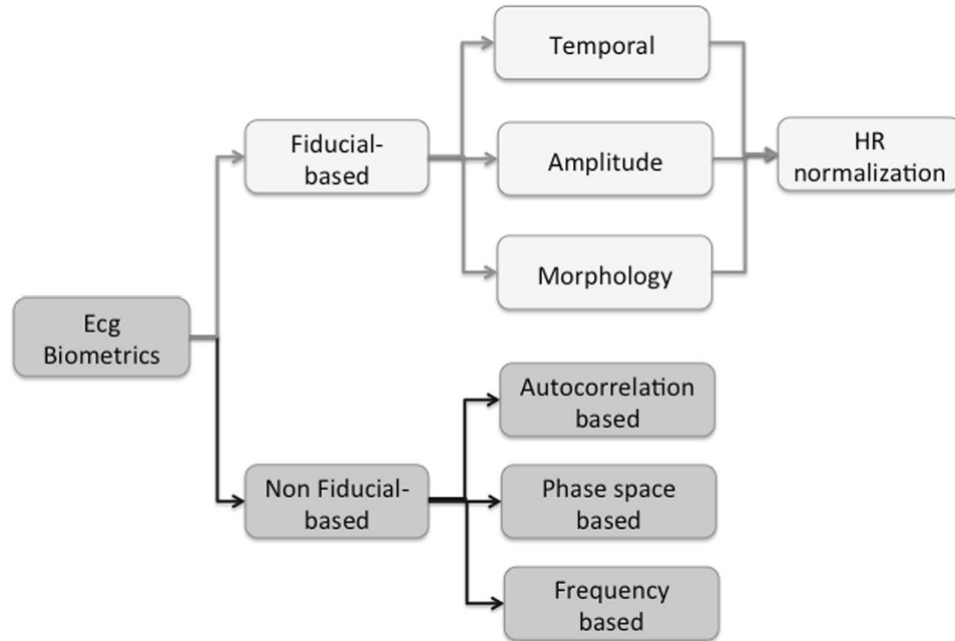 Temporal
Fiducial-
based
Amplitude
HR
normalization
Morphology
Ecg
Biometrics
Autocorrelation
based
Non Fiducial-
based
Phase space
based
Frequency
based